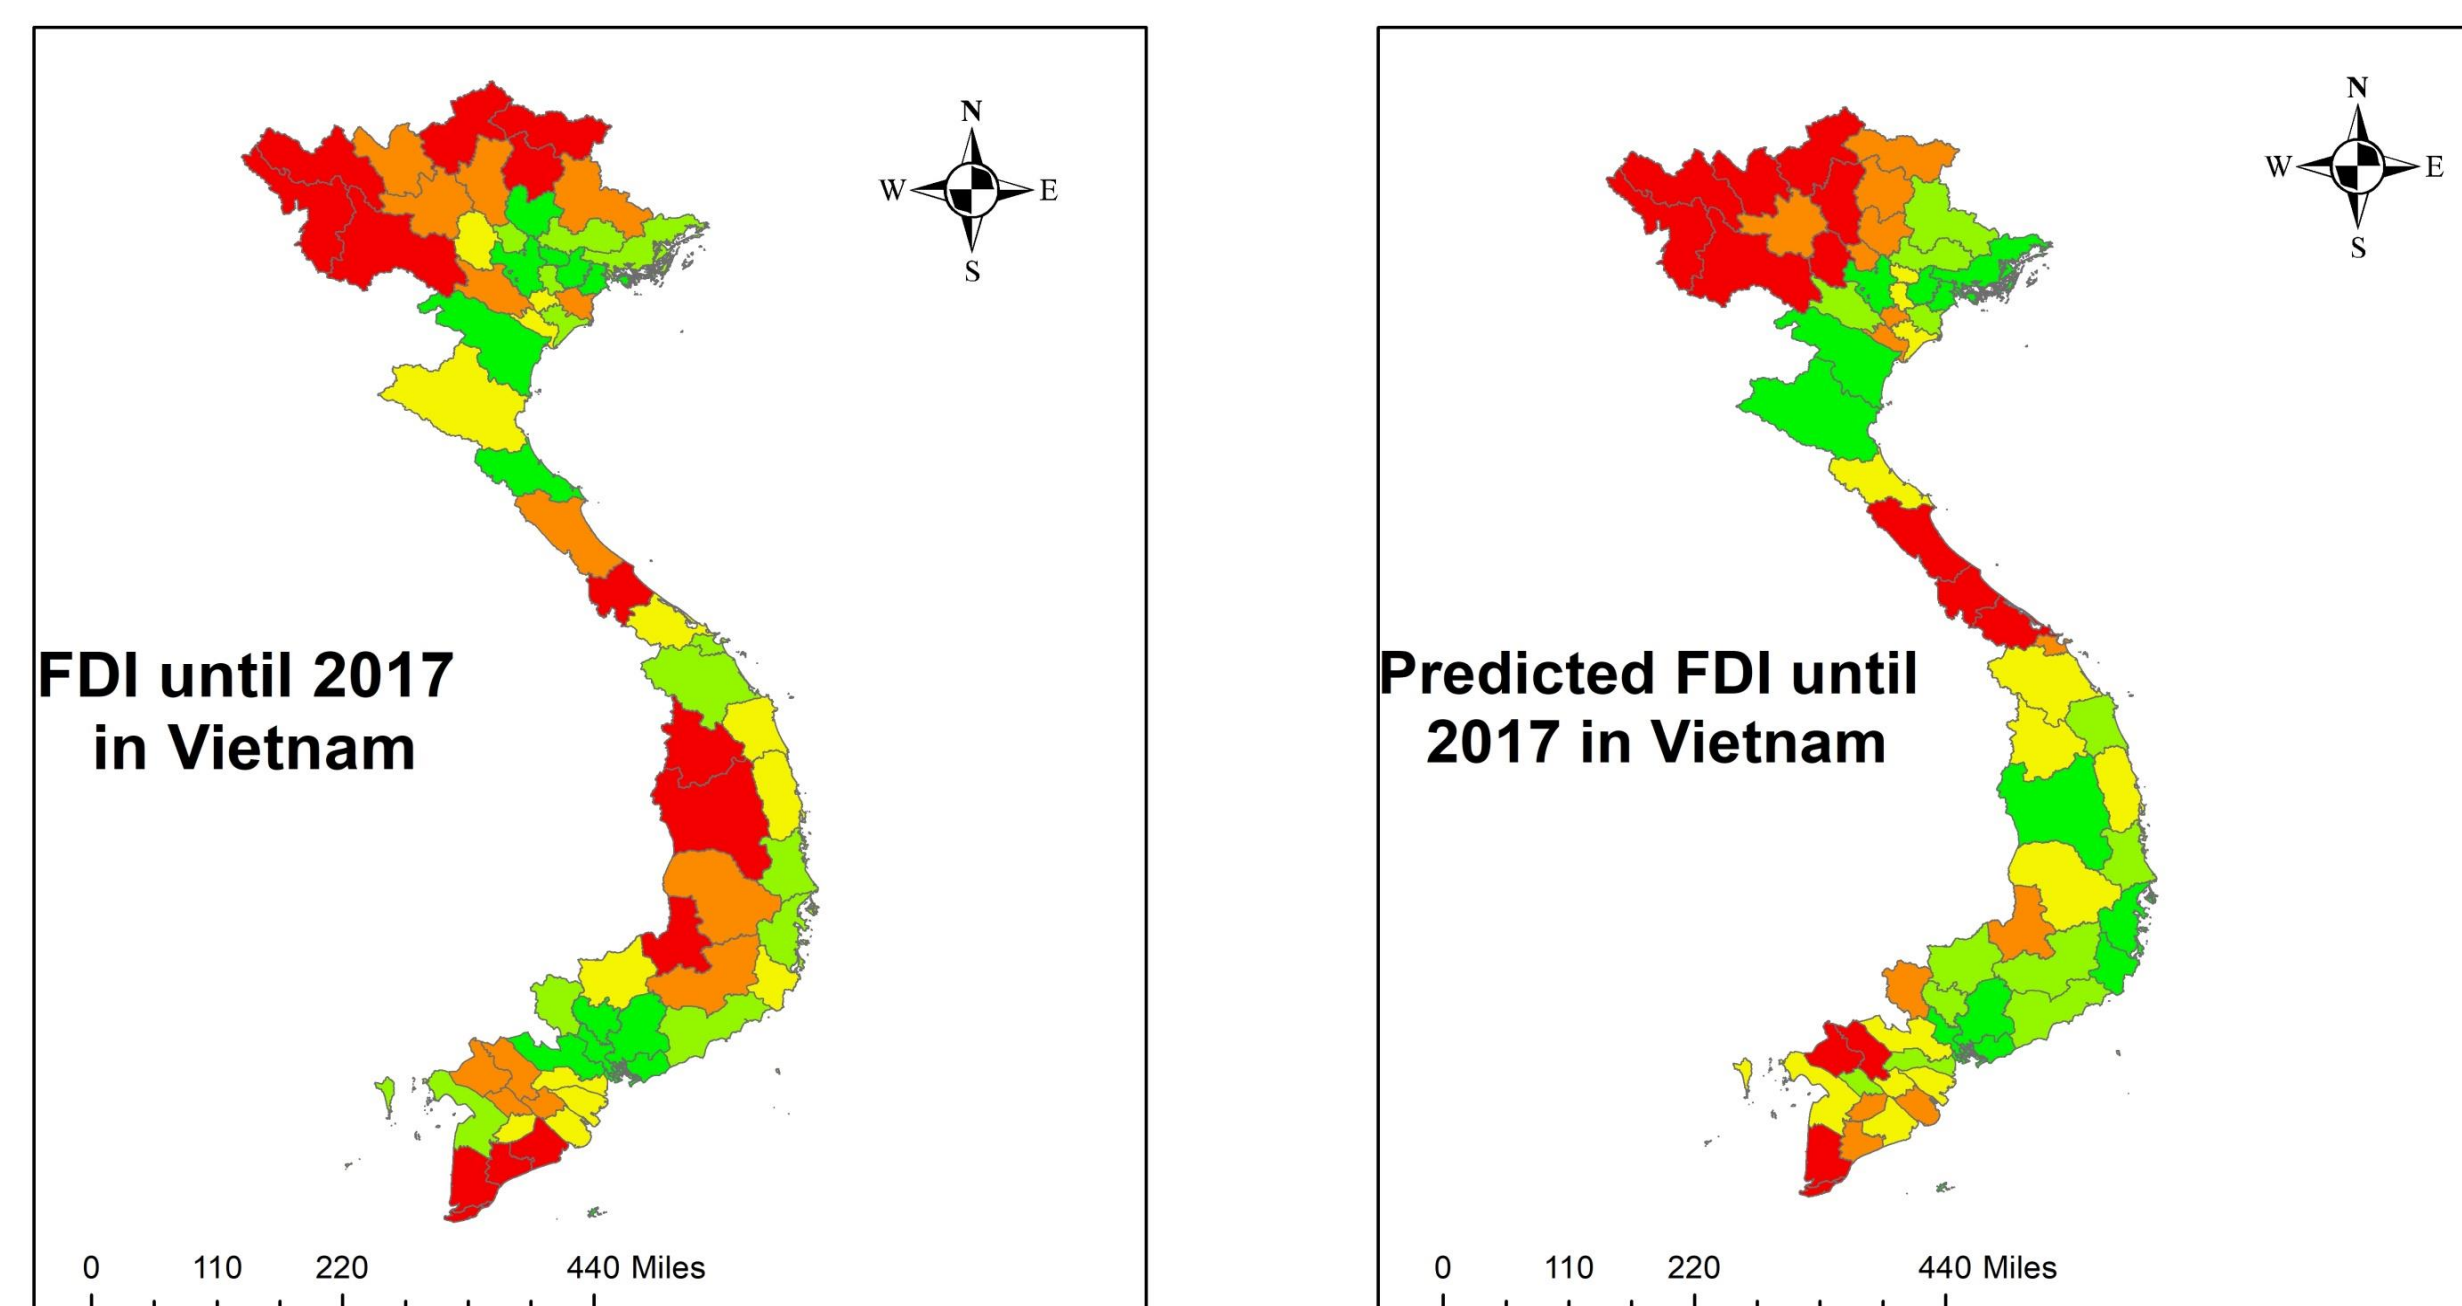 N
W E
S
FDI until 2017
in Vietnam
0 110 220 440 Miles
N
W E
S
Predicted FDI until
2017 in Vietnam
0 110 220 440 Miles